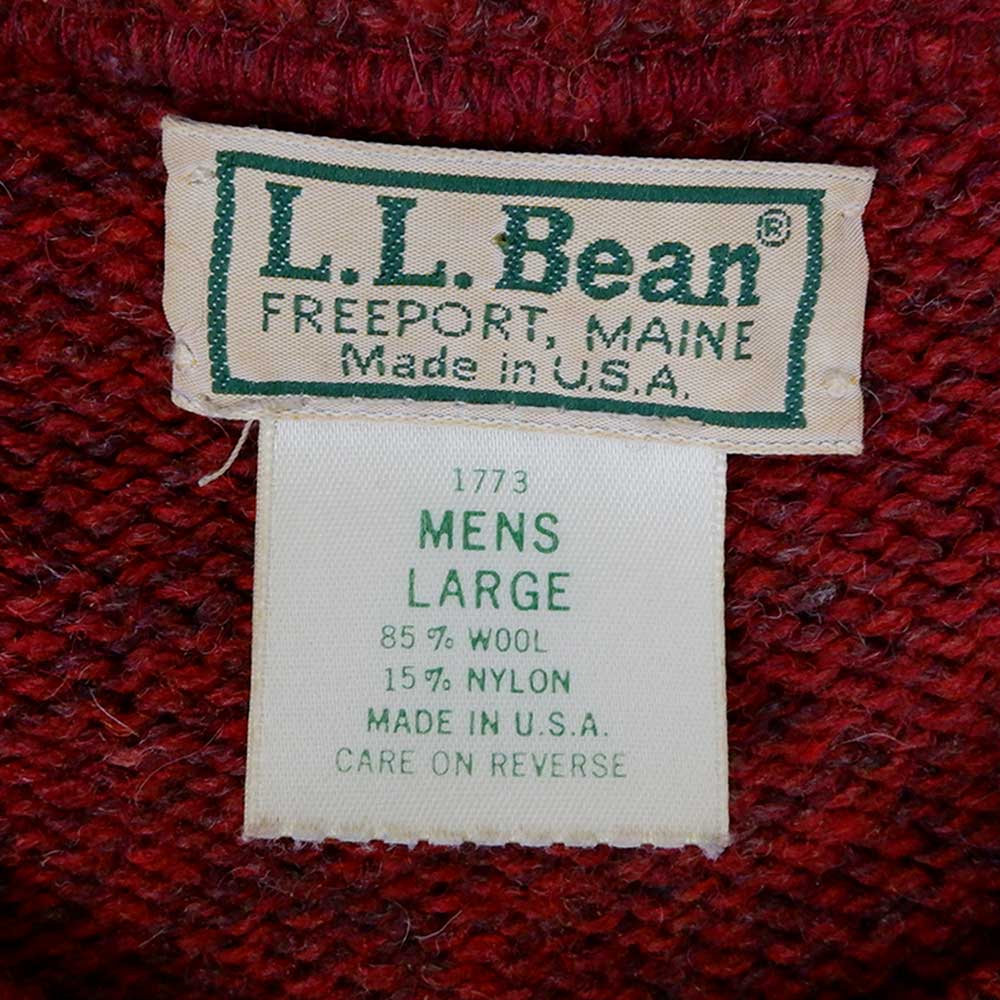 L.L.Bean®
FREEPORT, MAINE
Made in U.S.A.
1773
MENS
LARGE
85% WOOL
15% NYLON
MADE IN U.S.A.
CARE ON REVERSE